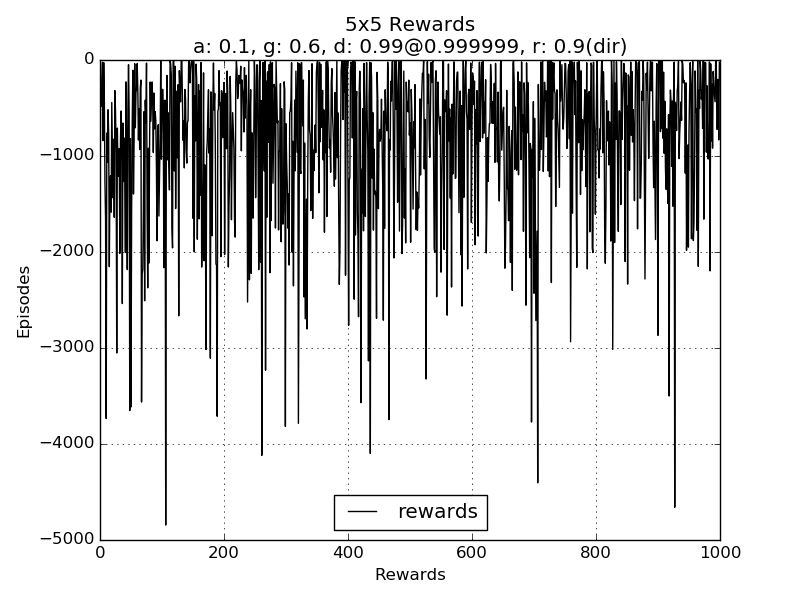 5x5 Rewards
a: 0.1, g: 0.6, d: 0.99@0.999999, r: 0.9(dir)
0
−1000
−2000
−3000
−4000
−5000
Episodes
rewards
0 200 400 600 800 1000
Rewards